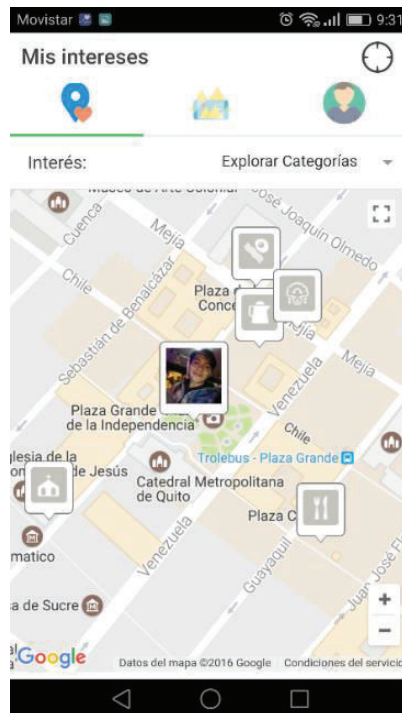 Movistar 9:31
Mis intereses
Interés: Explorar Categorías
Museo de Arte Colonial
José Joaquín Olmedo
Cuenca
Mejía
Chile
Sebastián de Benalcázar
Plaza
Conce
Mejía
Mejía
Venezuela
Plaza Grande
de la Independencia
Chile
Trolebus - Plaza Grande
glesia de la
de Jesús
Catedral Metropolitana
de Quito
Plaza C
matico
Venezuela
Guayaquil
Juan José Fl
a de Sucre
+
−
Google
Datos del mapa ©2016 Google Condiciones del servicio